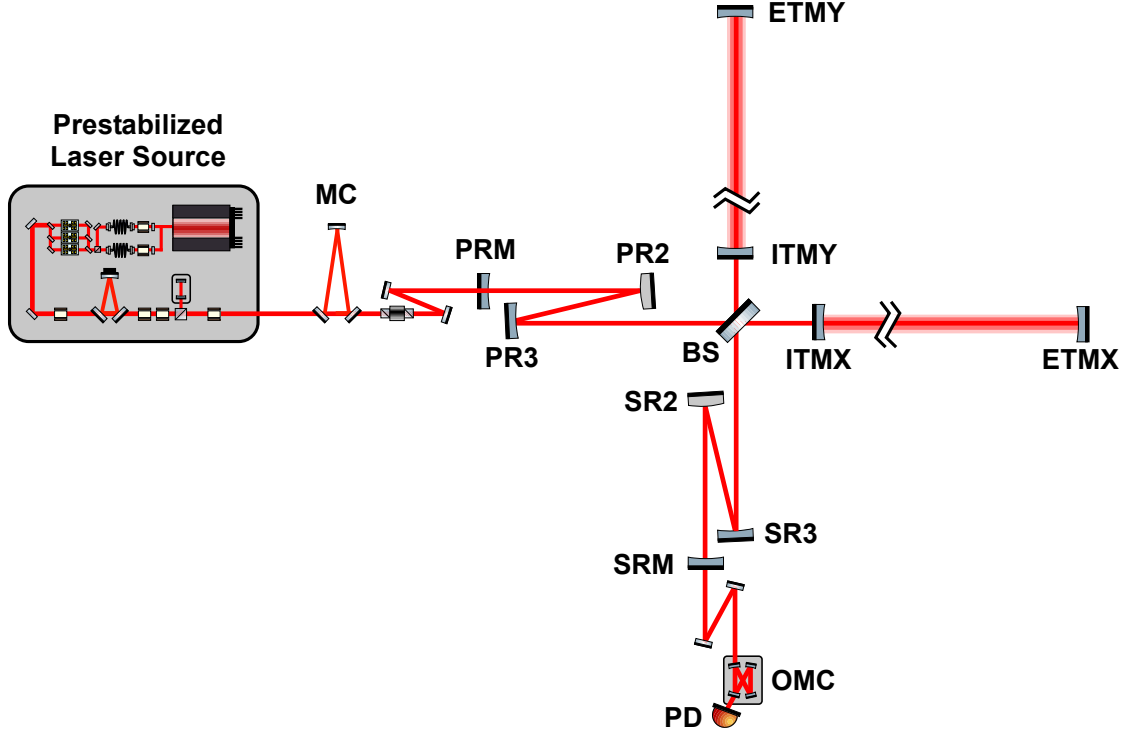 ETMY
Prestabilized
Laser Source
MC
PRM
PR2
ITMY
PR3
BS
ITMX
ETMX
SR2
SR3
SRM
OMC
PD